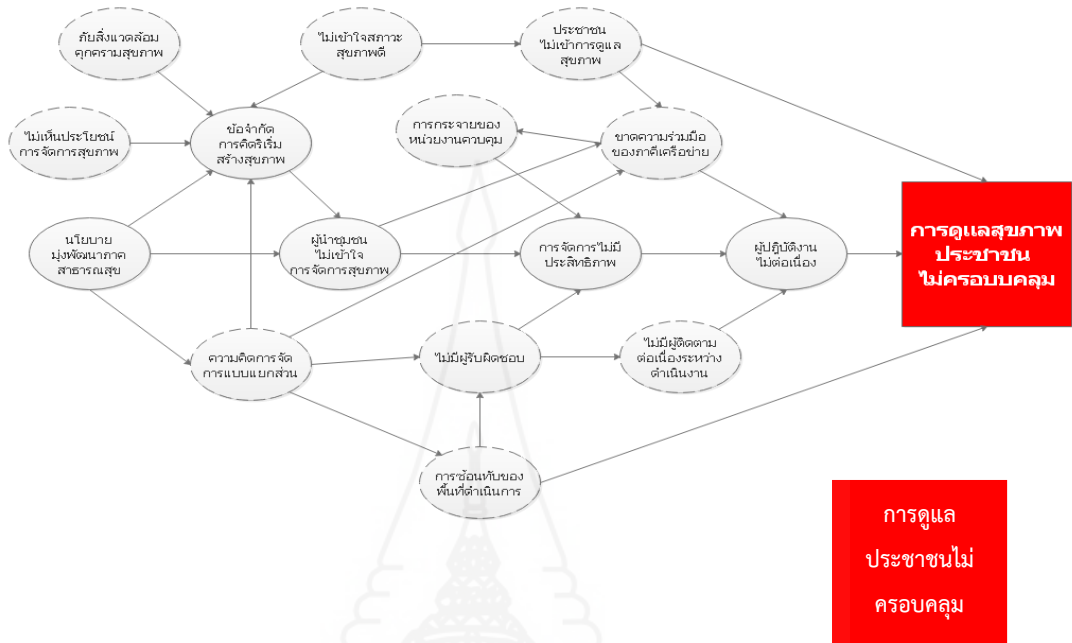 ภัยสิ่งแวดล้อม
คุกครามสุขภาพ
ไม่เข้าใจสภาวะ
สุขภาพดี
ประชาชน
ไม่เข้าการดูแล
สุขภาพ
ไม่เห็นประโยชน์
การจัดการสุขภาพ
ข้อจำกัด
การคิดริเริ่ม
สร้างสุขภาพ
การกระจายของ
หน่วยงานควบคุม
ขาดความร่วมมือ
ของภาคีเครือข่าย
นโยบาย
มุ่งพัฒนาภาค
สาธารณสุข
ผู้นำชุมชน
ไม่เข้าใจ
การจัดการสุขภาพ
การจัดการไม่มี
ประสิทธิภาพ
ผู้ปฏิบัติงาน
ไม่ต่อเนื่อง
การดูแลสุขภาพ
ประชาชน
ไม่ครอบบคลุม
ความคิดการจัด
การแบบแยกส่วน
ไม่มีผู้รับผิดชอบ
ไม่มีผู้ติดตาม
ต่อเนื่องระหว่าง
ดำเนินงาน
การซ้อนทับของ
พื้นที่ดำเนินการ
การดูแล
ประชาชนไม่
ครอบคลุม